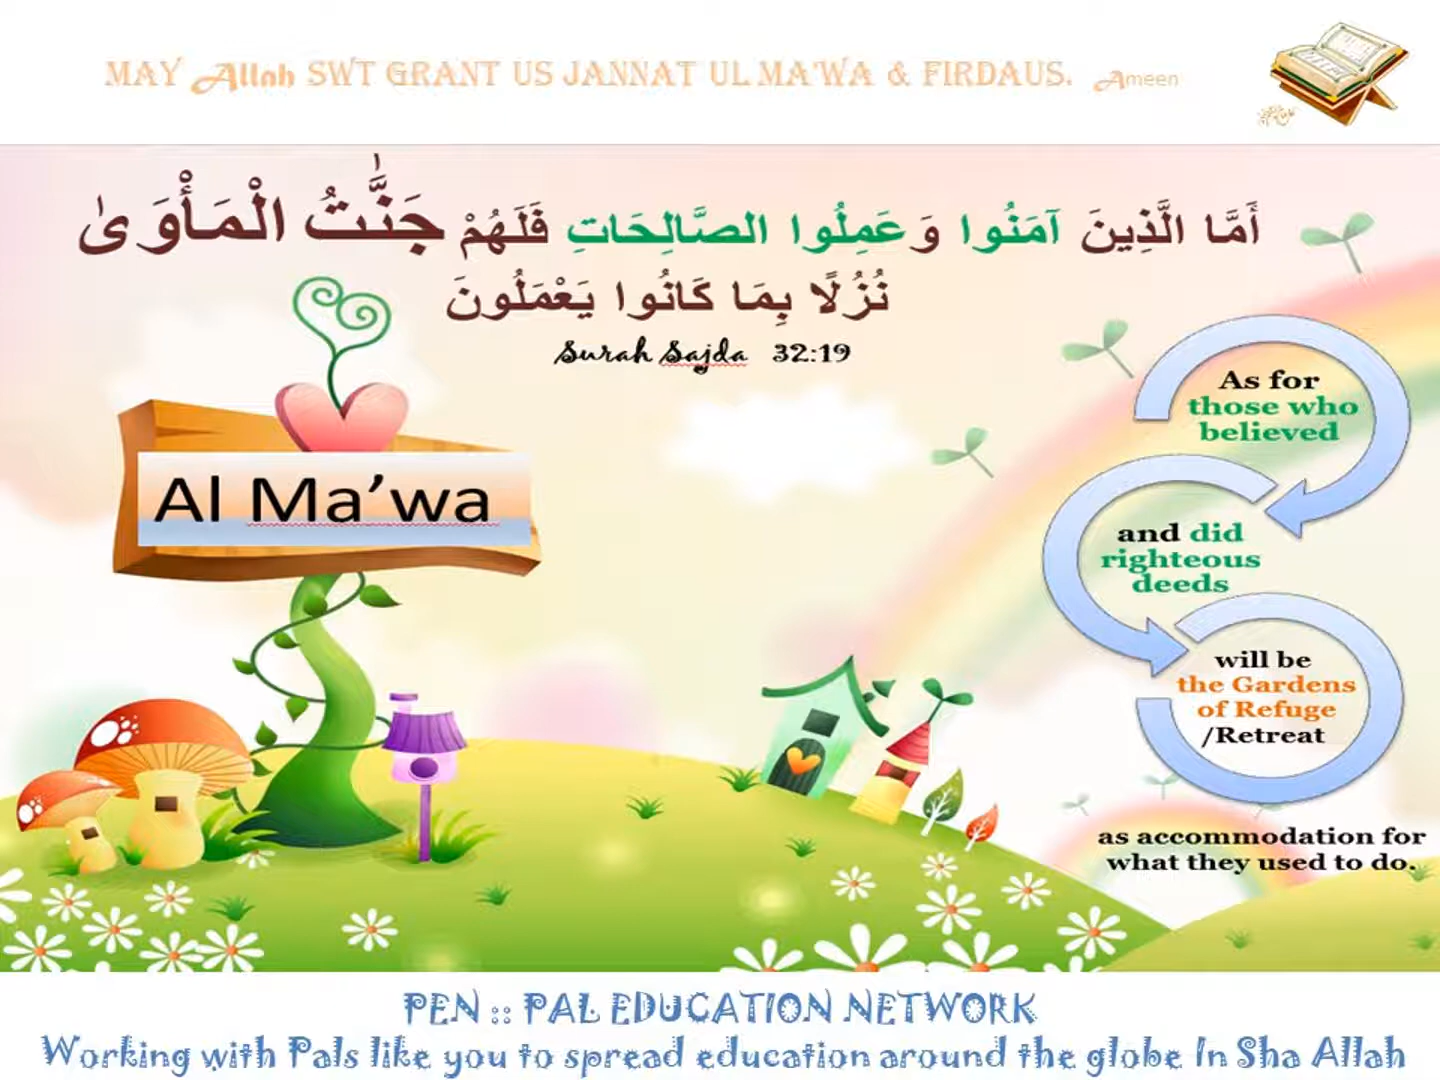 MAY Allah SWT GRANT US JANNAT UL MA'WA & FIRDAUS. Ameen
أَمَّا الَّذِينَ آمَنُوا وَعَمِلُوا الصَّالِحَاتِ فَلَهُمْ جَنَّٰتُ الْمَأْوَىٰ
نُزُلًا بِمَا كَانُوا يَعْمَلُونَ
Surah Sajda 32:19
Al Ma’wa
As for
those who
believed
and did
righteous
deeds
will be
the Gardens
of Refuge
/Retreat
as accommodation for
what they used to do.
PEN :: PAL EDUCATION NETWORK
Working with Pals like you to spread education around the globe In Sha Allah